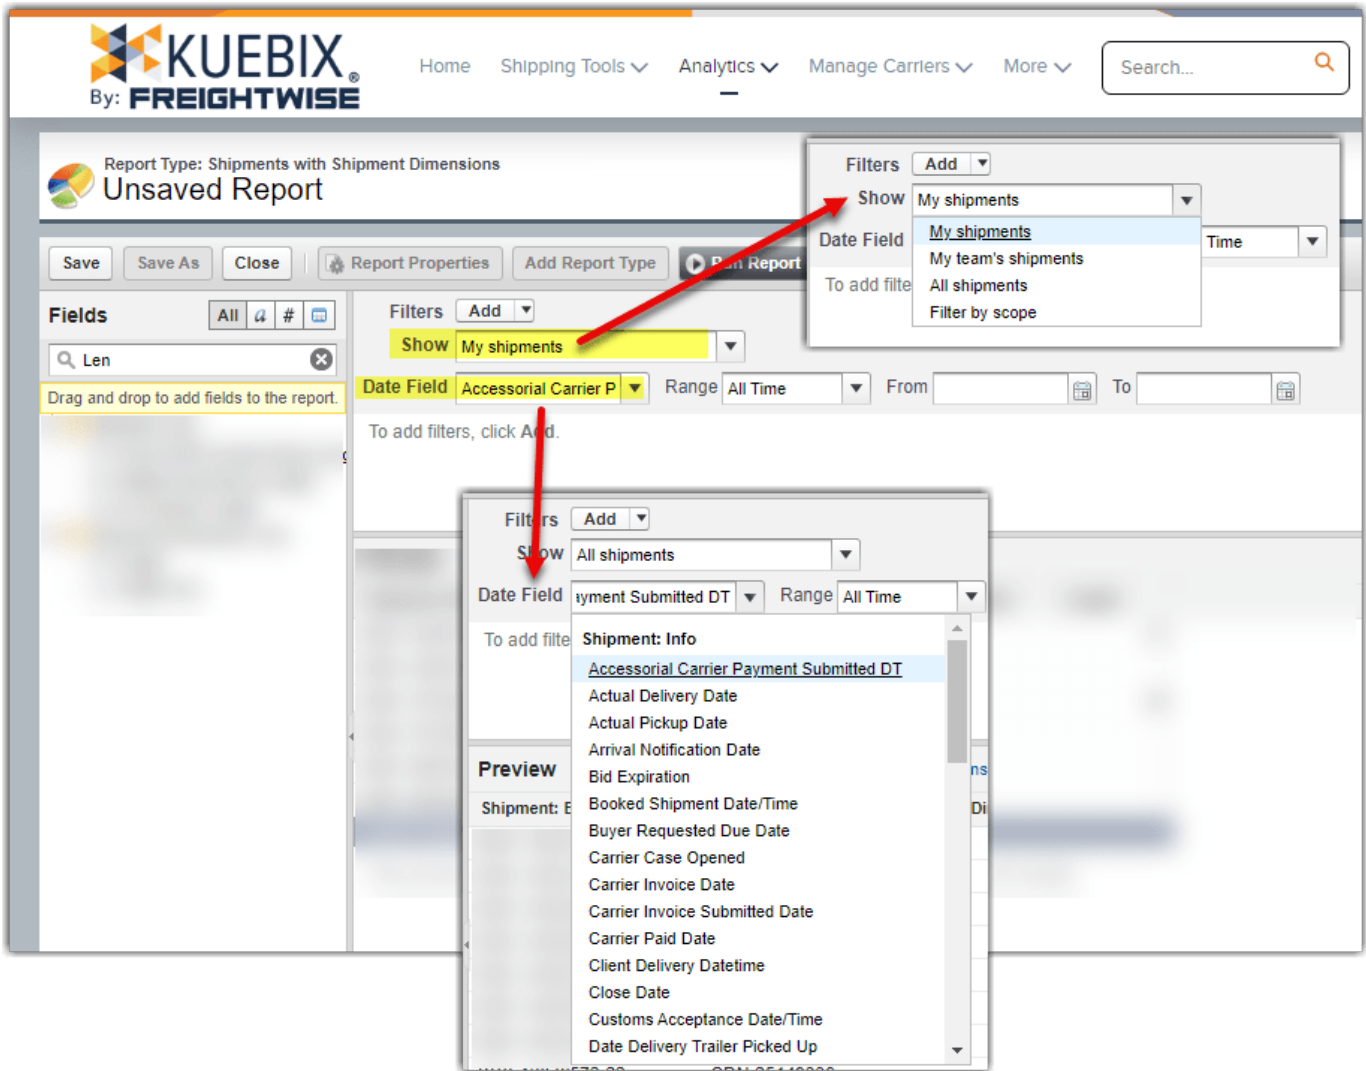 KUEBIX®
By: FREIGHTWISE
Home Shipping Tools Analytics Manage Carriers More Search...
Report Type: Shipments with Shipment Dimensions
Unsaved Report
Filters Add
Show My shipments
Date Field Time
My shipments
My team's shipments
To add filte All shipments
Filter by scope
Save Save As Close Report Properties Add Report Type Run Report
Fields All a #
Len
Drag and drop to add fields to the report.
Filters Add
Show My shipments
Date Field Accessorial Carrier P Range All Time From To
To add filters, click Add.
Filters Add
Show All shipments
Date Field ayment Submitted DT Range All Time
To add filte
Shipment: Info
Accessorial Carrier Payment Submitted DT
Actual Delivery Date
Actual Pickup Date
Arrival Notification Date
Bid Expiration
Booked Shipment Date/Time
Buyer Requested Due Date
Carrier Case Opened
Carrier Invoice Date
Carrier Invoice Submitted Date
Carrier Paid Date
Client Delivery Datetime
Close Date
Customs Acceptance Date/Time
Date Delivery Trailer Picked Up
Preview ns
Shipment: Di